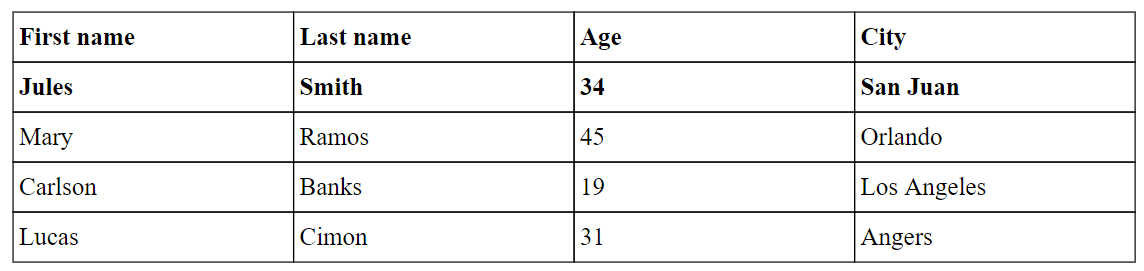 First name Last name Age City
Jules Smith 34 San Juan
Mary Ramos 45 Orlando
Carlson Banks 19 Los Angeles
Lucas Cimon 31 Angers